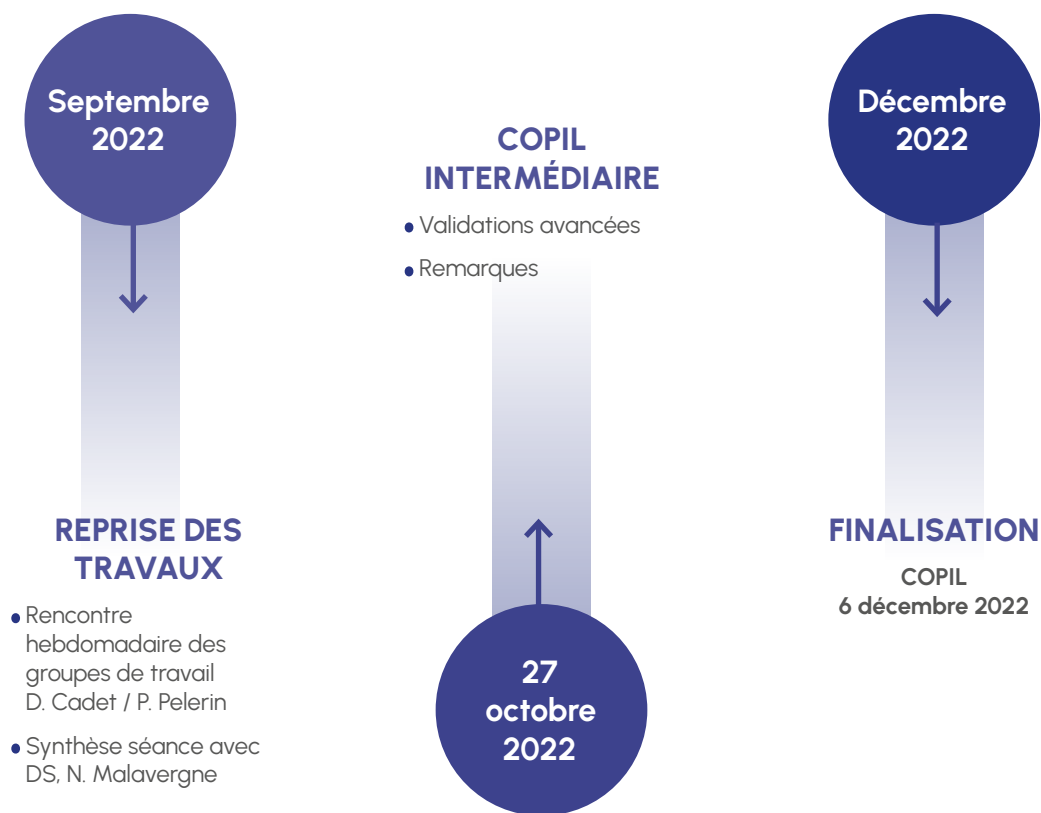 Septembre
2022
REPRISE DES
TRAVAUX
• Rencontre
hebdomadaire des
groupes de travail
D. Cadet / P. Pelerin
• Synthèse séance avec
DS, N. Malavergne
COPIL
INTERMÉDIAIRE
• Validations avancées
• Remarques
27
octobre
2022
Décembre
2022
FINALISATION
COPIL
6 décembre 2022